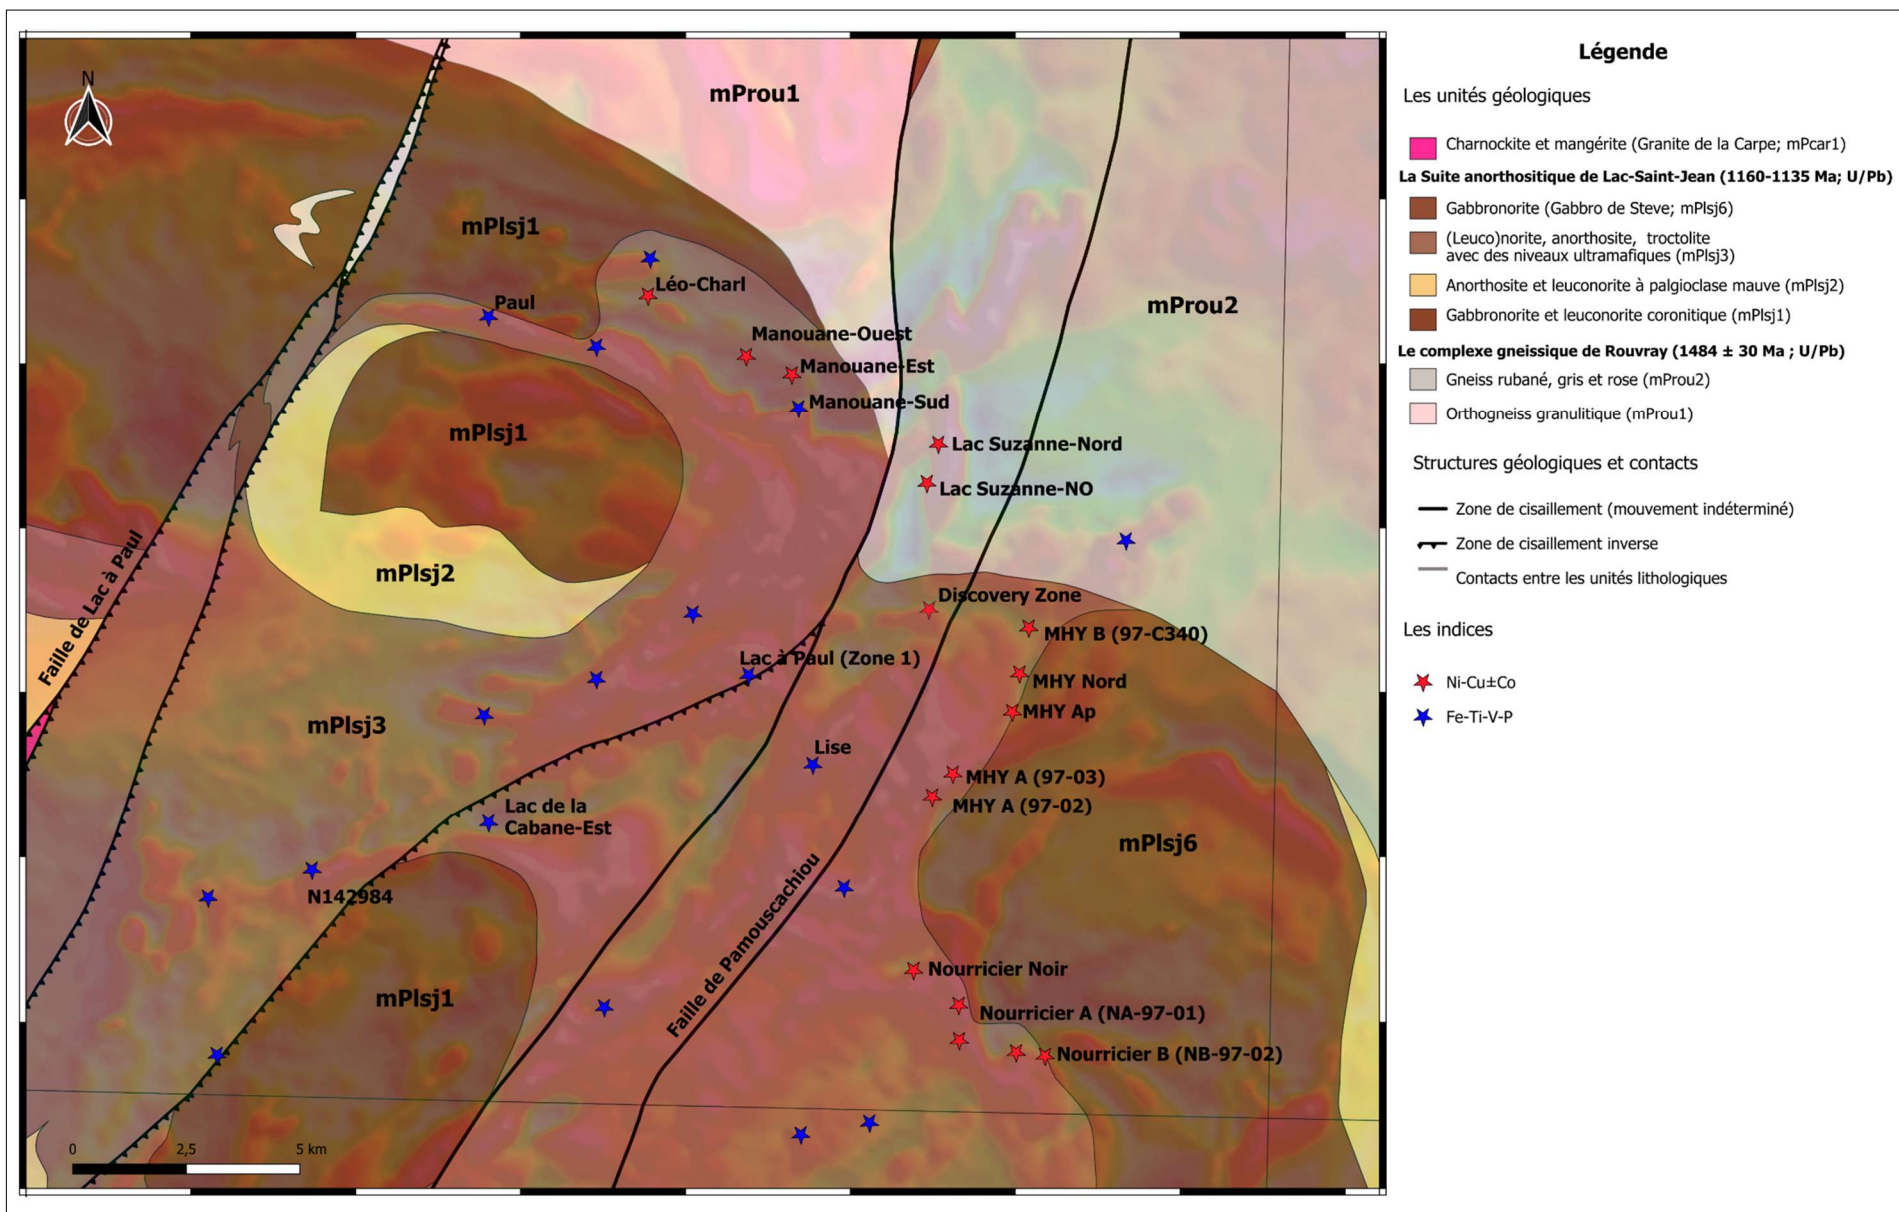 N
mProu1
mPlsj1
Léo-Charl
Paul
mProu2
Manouane-Ouest
Manouane-Est
Manouane-Sud
mPlsj1
Lac Suzanne-Nord
Lac Suzanne-NO
Faille de Lac à Paul
mPlsj2
Discovery Zone
MHY B (97-C340)
Lac à Paul (Zone 1)
MHY Nord
MHY Ap
mPlsj3
Lise
MHY A (97-03)
MHY A (97-02)
Lac de la
Cabane-Est
mPlsj6
N142984
Faille de Pamouscachiou
Nourricier Noir
mPlsj1
Nourricier A (NA-97-01)
Nourricier B (NB-97-02)
0 2,5 5 km
Légende
Les unités géologiques
Charnockite et mangérite (Granite de la Carpe; mPcar1)
La Suite anorthositique de Lac-Saint-Jean (1160-1135 Ma; U/Pb)
Gabbronorite (Gabbro de Steve; mPlsj6)
(Leuco)norite, anorthosite, troctolite
avec des niveaux ultramafiques (mPlsj3)
Anorthosite et leuconorite à palgioclase mauve (mPlsj2)
Gabbronorite et leuconorite coronitique (mPlsj1)
Le complexe gneissique de Rouvray (1484 ± 30 Ma ; U/Pb)
Gneiss rubané, gris et rose (mProu2)
Orthogneiss granulitique (mProu1)
Structures géologiques et contacts
Zone de cisaillement (mouvement indéterminé)
Zone de cisaillement inverse
Contacts entre les unités lithologiques
Les indices
Ni-Cu±Co
Fe-Ti-V-P